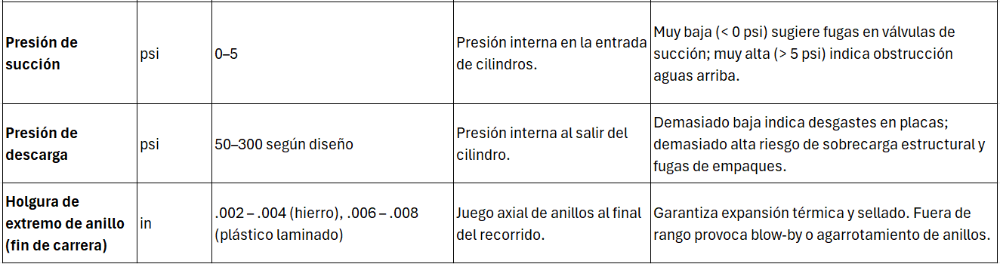 Presión de succión
psi
0–5
Presión interna en la entrada
de cilindros.
Muy baja (< 0 psi) sugiere fugas en válvulas de
succión; muy alta (> 5 psi) indica obstrucción
aguas arriba.
Presión de
descarga
psi
50–300 según diseño
Presión interna al salir del
cilindro.
Demasiado baja indica desgastes en placas;
demasiado alta riesgo de sobrecarga estructural y
fugas de empaques.
Holgura de
extremo de anillo
(fin de carrera)
in
.002 – .004 (hierro), .006 – .008
(plástico laminado)
Juego axial de anillos al final
del recorrido.
Garantiza expansión térmica y sellado. Fuera de
rango provoca blow-by o agarrotamiento de anillos.